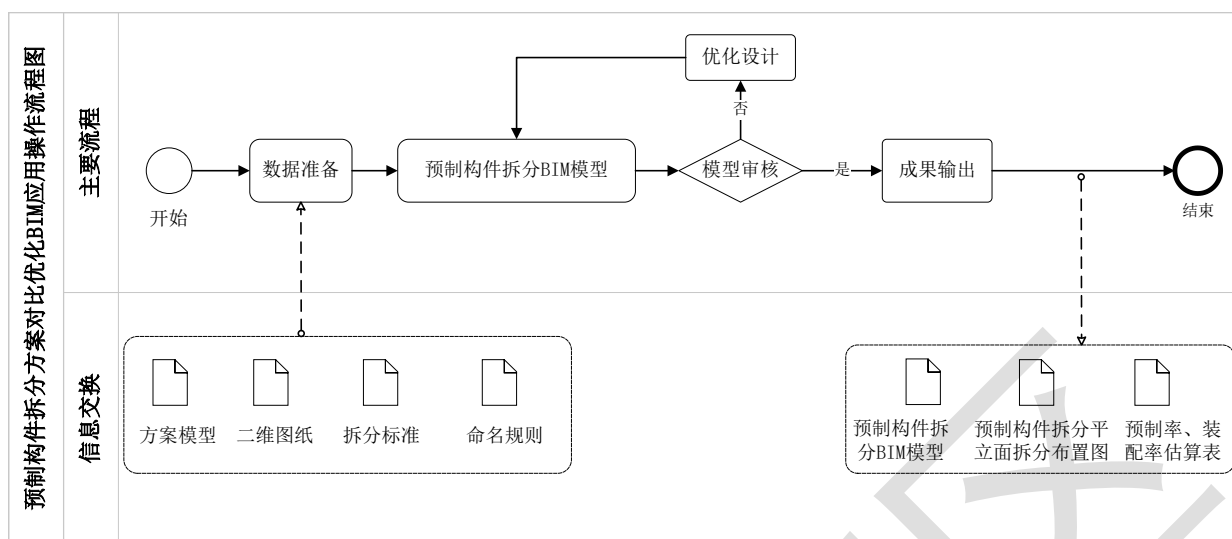 预制构件拆分方案对比优化BIM应用操作流程图
主要流程
优化设计
否
开始
数据准备
预制构件拆分BIM模型
模型审核
是
成果输出
结束
信息交换
方案模型
二维图纸
拆分标准
命名规则
预制构件拆
分BIM模型
预制构件拆分平
立面拆分布置图
预制率、装
配率估算表